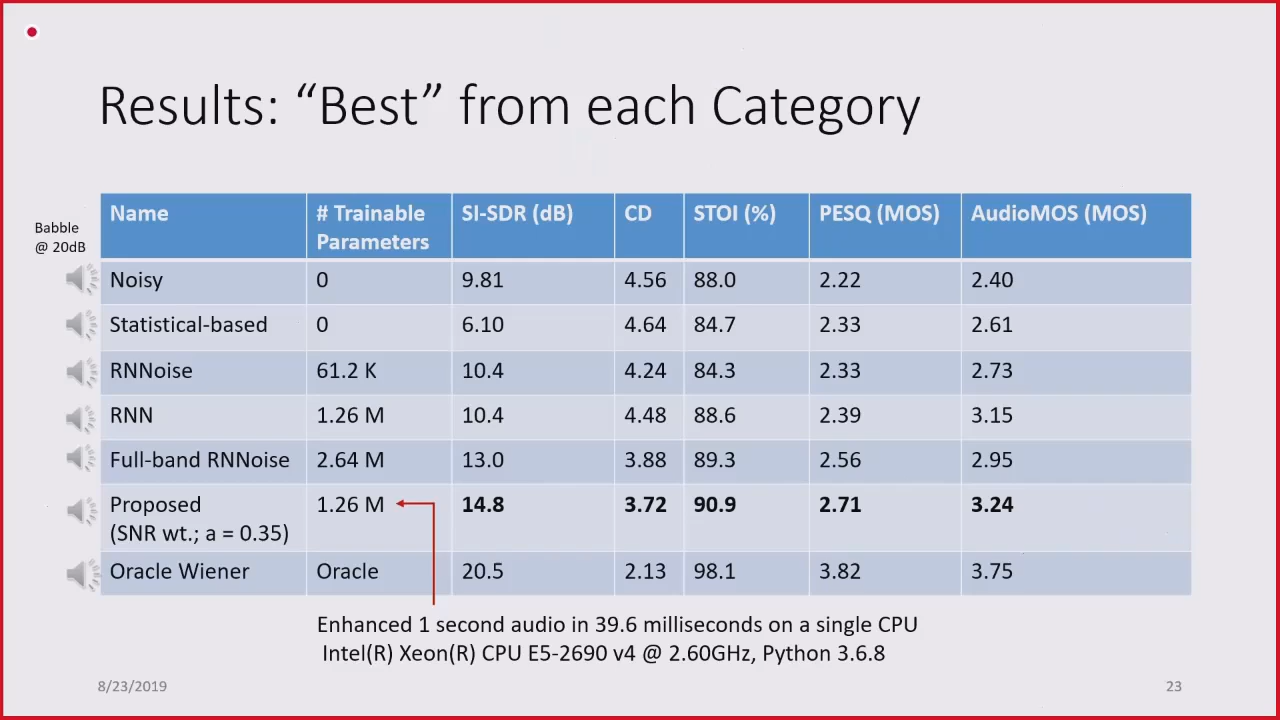 Results: “Best” from each Category
Babble
@ 20dB
Name # Trainable Parameters SI-SDR (dB) CD STOI (%) PESQ (MOS) AudioMOS (MOS)
Noisy 0 9.81 4.56 88.0 2.22 2.40
Statistical-based 0 6.10 4.64 84.7 2.33 2.61
RNNoise 61.2 K 10.4 4.24 84.3 2.33 2.73
RNN 1.26 M 10.4 4.48 88.6 2.39 3.15
Full-band RNNoise 2.64 M 13.0 3.88 89.3 2.56 2.95
Proposed 1.26 M 14.8 3.72 90.9 2.71 3.24
(SNR wt.; a = 0.35)
Oracle Wiener Oracle 20.5 2.13 98.1 3.82 3.75
Enhanced 1 second audio in 39.6 milliseconds on a single CPU
Intel(R) Xeon(R) CPU E5-2690 v4 @ 2.60GHz, Python 3.6.8
8/23/2019 23